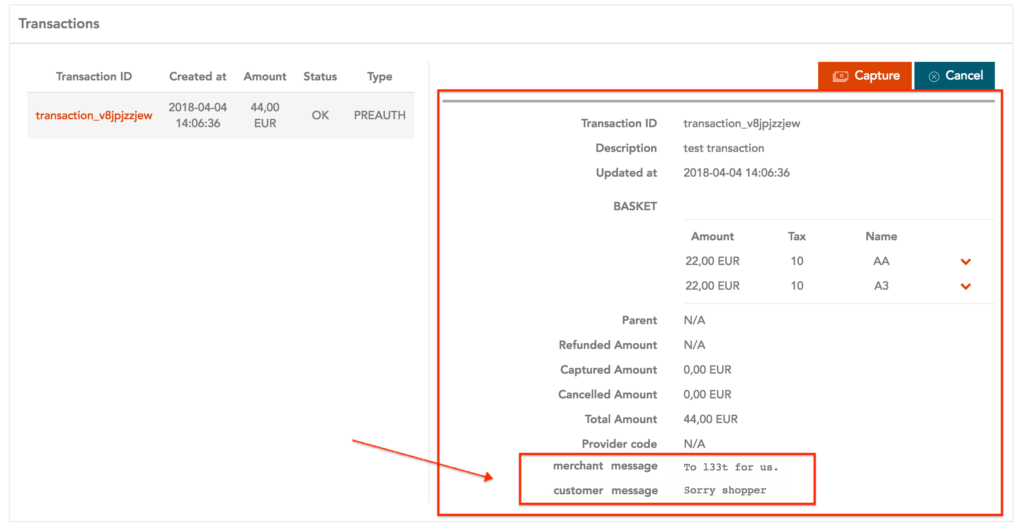 Transactions
Capture
Cancel
Transaction ID Created at Amount Status Type
transaction_v8jpjzzjew 2018-04-04 14:06:36 44,00 EUR OK PREAUTH
Transaction ID transaction_v8jpjzzjew
Description test transaction
Updated at 2018-04-04 14:06:36
BASKET
Amount Tax Name
22,00 EUR 10 AA
22,00 EUR 10 A3
Parent N/A
Refunded Amount N/A
Captured Amount 0,00 EUR
Cancelled Amount 0,00 EUR
Total Amount 44,00 EUR
Provider code N/A
merchant message To l33t for us.
customer message Sorry shopper